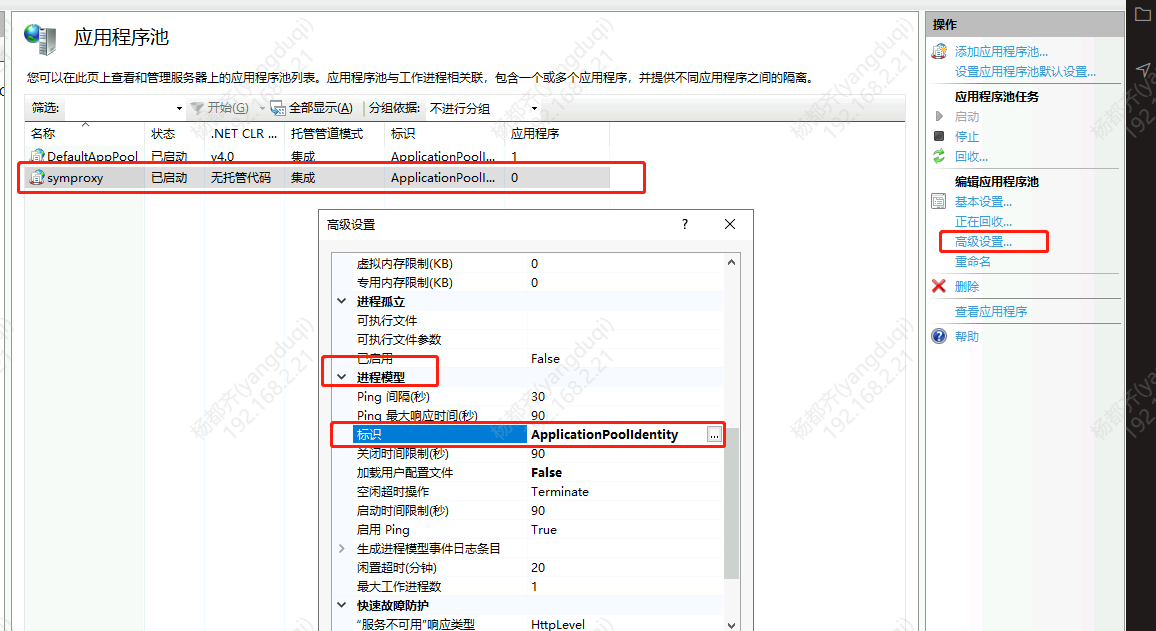 应用程序池
您可以在此页上查看和管理服务器上的应用程序池列表。应用程序池与工作进程相关联，包含一个或多个应用程序，并提供不同应用程序之间的隔离。
筛选: 开始(G) 全部显示(A) 分组依据: 不进行分组
名称 状态 .NET CLR ... 托管管道模式 标识 应用程序
DefaultAppPool 已启动 v4.0 集成 ApplicationPoolI... 1
symproxy 已启动 无托管代码 集成 ApplicationPoolI... 0
高级设置 ?
虚拟内存限制(KB) 0
专用内存限制(KB) 0
进程孤立
可执行文件
可执行文件参数
已启用 False
进程模型
Ping 间隔(秒) 30
Ping 最大响应时间(秒) 90
标识 ApplicationPoolIdentity ...
关闭时间限制(秒) 90
加载用户配置文件 False
空闲超时操作 Terminate
启动时间限制(秒) 90
启用 Ping True
生成进程模型事件日志条目
闲置超时(分钟) 20
最大工作进程数 1
快速故障防护
“服务不可用”响应类型 HttpLevel
操作
添加应用程序池...
设置应用程序池默认设置...
应用程序池任务
启动
停止
回收...
编辑应用程序池
基本设置...
正在回收...
高级设置...
重命名
删除
查看应用程序
帮助
杨都齐(yangduqi)
192.168.2.21